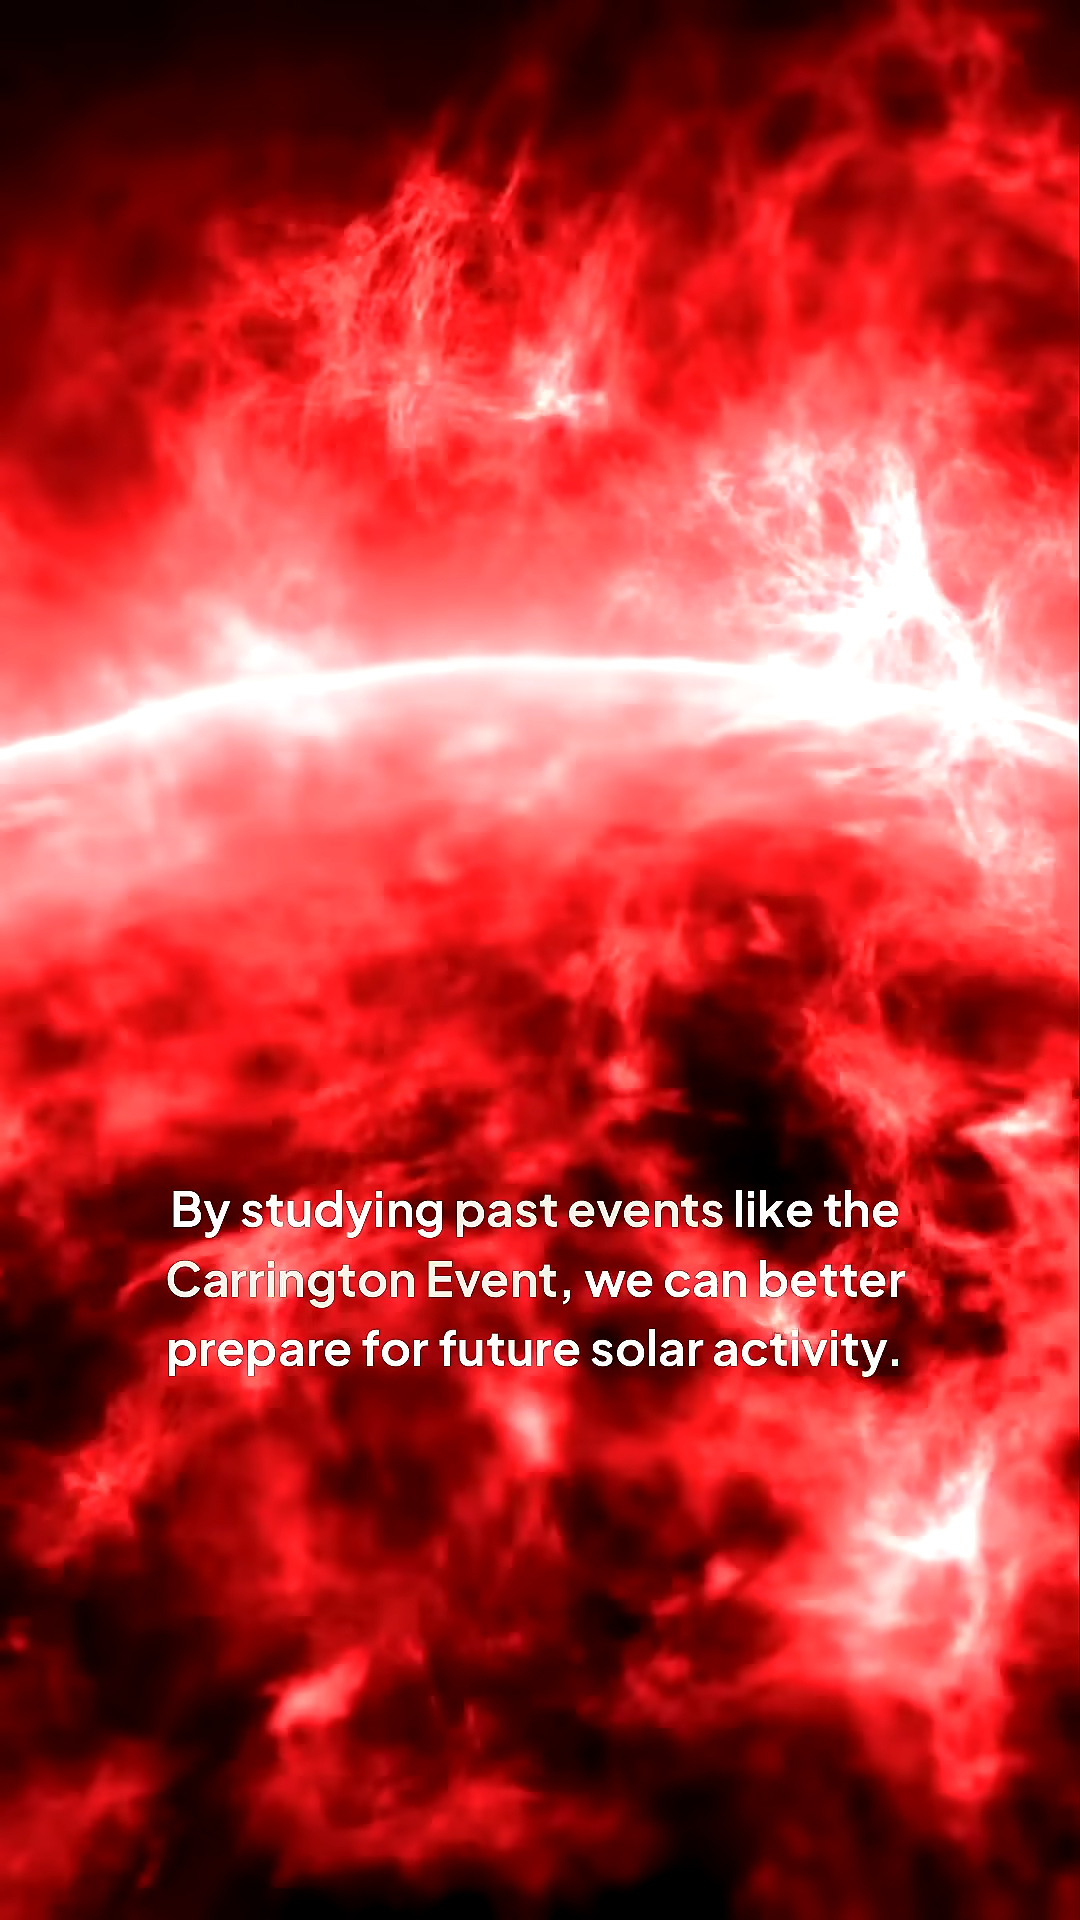 By studying past events like the
Carrington Event, we can better
prepare for future solar activity.